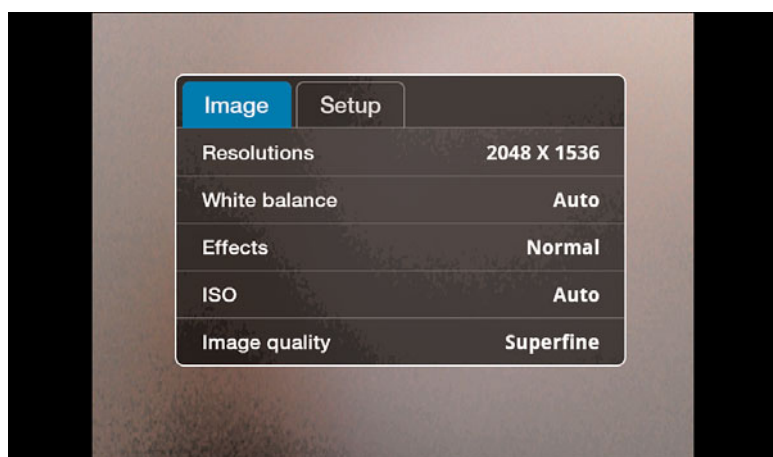 Image Setup
Resolutions 2048 X 1536
White balance Auto
Effects Normal
ISO Auto
Image quality Superfine